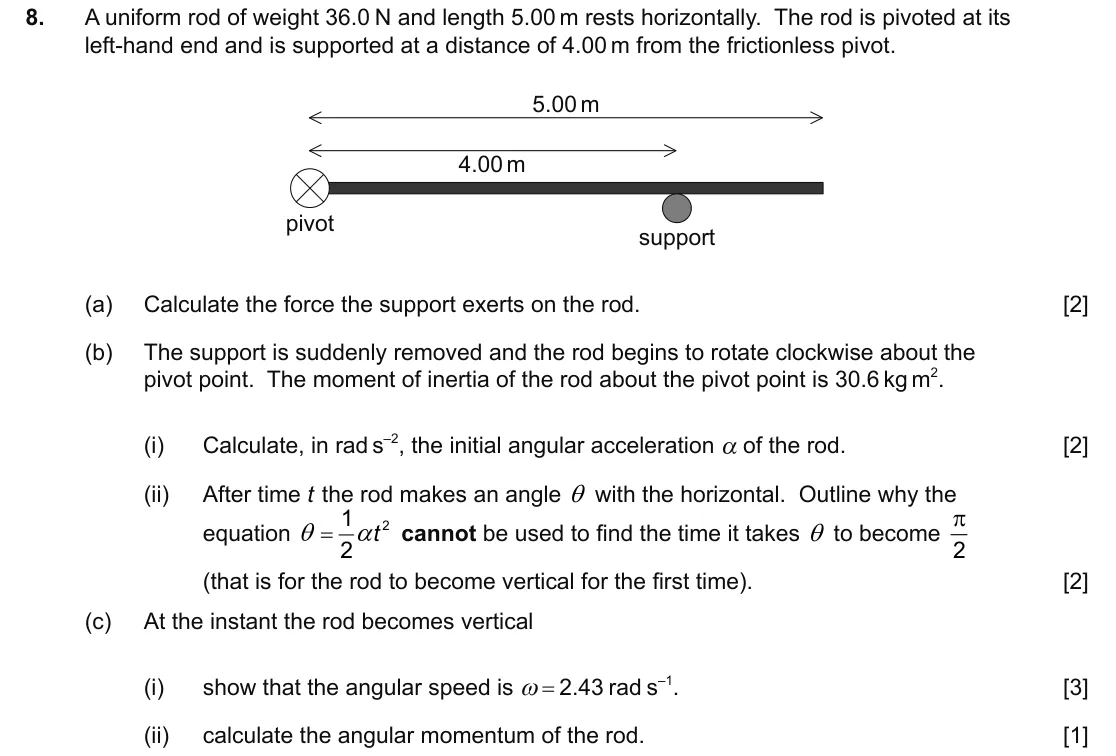 8. A uniform rod of weight 36.0 N and length 5.00 m rests horizontally. The rod is pivoted at its
left-hand end and is supported at a distance of 4.00 m from the frictionless pivot.
5.00 m
4.00 m
pivot
support
(a) Calculate the force the support exerts on the rod. [2]
(b) The support is suddenly removed and the rod begins to rotate clockwise about the
pivot point. The moment of inertia of the rod about the pivot point is 30.6 kg m².
(i) Calculate, in rad s⁻², the initial angular acceleration α of the rod. [2]
(ii) After time t the rod makes an angle θ with the horizontal. Outline why the
equation θ = 1/2 αt² cannot be used to find the time it takes θ to become π/2
(that is for the rod to become vertical for the first time). [2]
(c) At the instant the rod becomes vertical
(i) show that the angular speed is ω = 2.43 rad s⁻¹. [3]
(ii) calculate the angular momentum of the rod. [1]